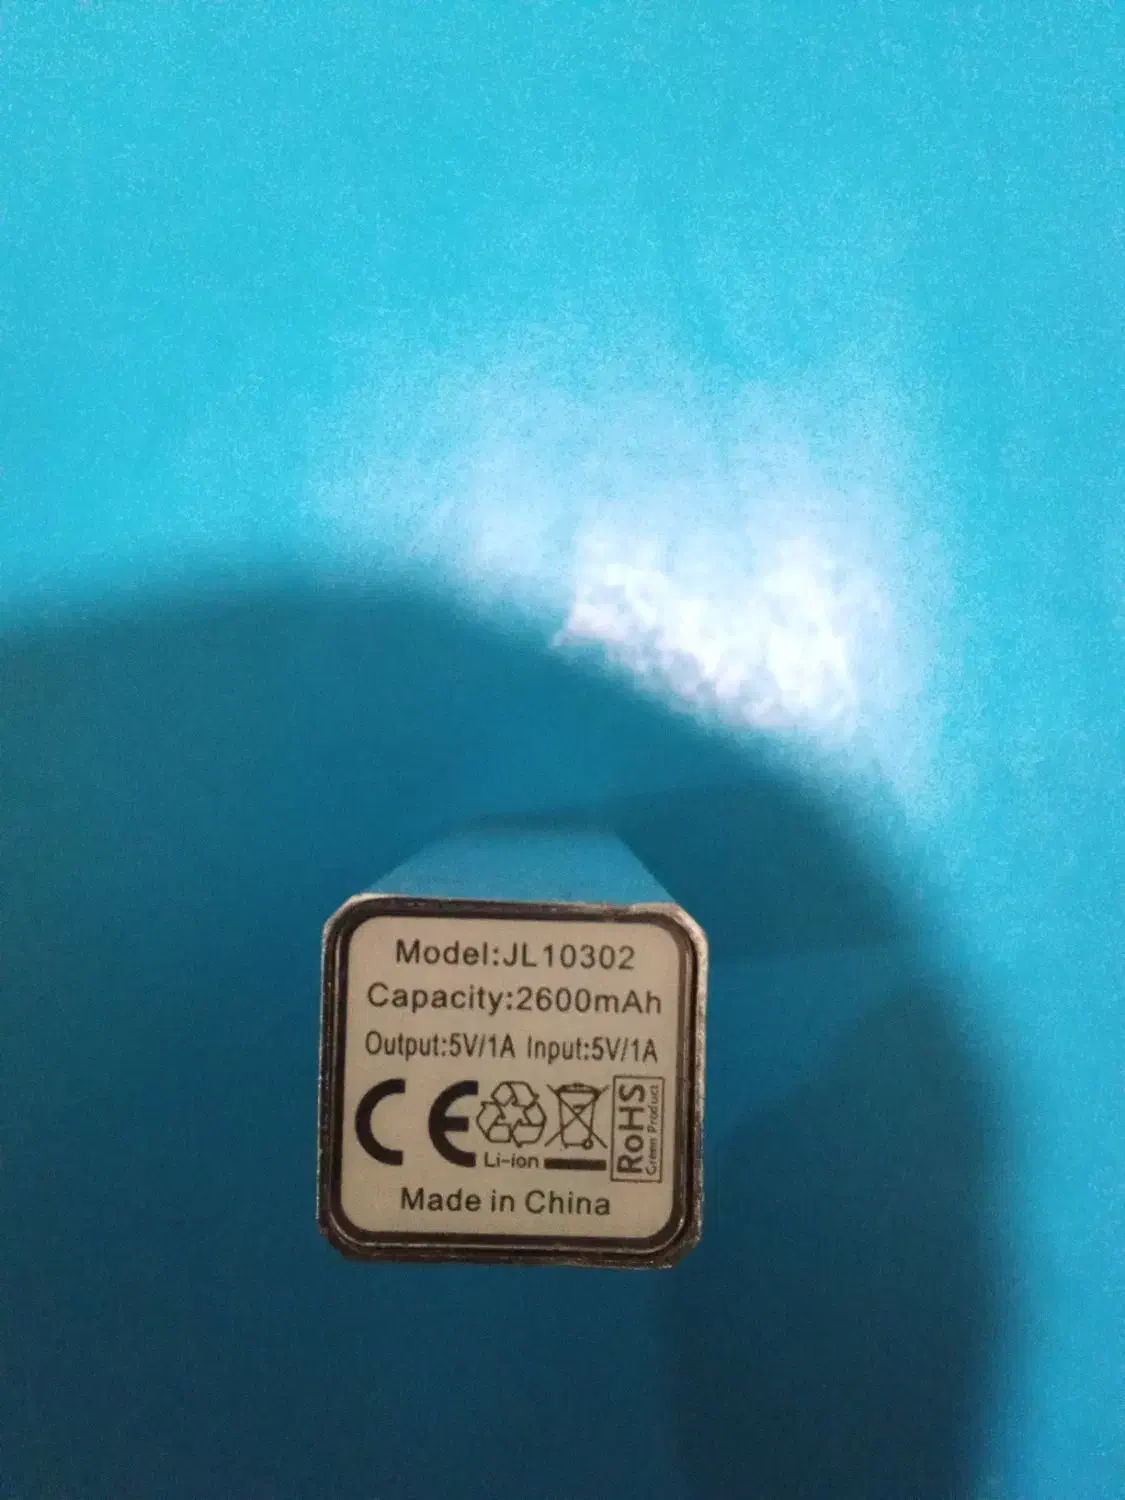 Model:JL10302
Capacity:2600mAh
Output:5V/1A Input:5V/1A
CE
Li-ion
RoHS
Green Product
Made in China